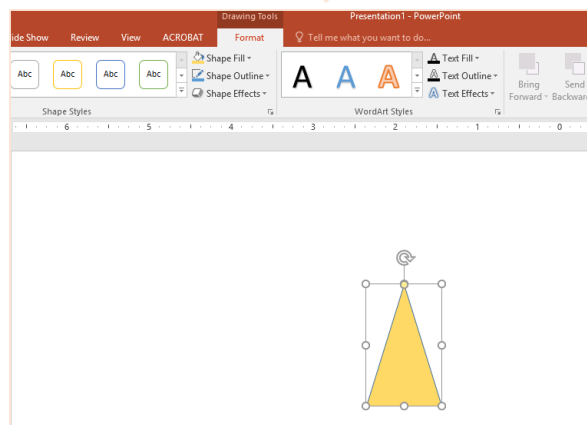 Drawing Tools Presentation1 - PowerPoint
ide Show Review View ACROBAT Format Tell me what you want to do...
Abc Abc Abc Abc Shape Fill A A A Text Fill
Shape Outline Text Outline Bring Send
Shape Effects Text Effects Forward Backwar
Shape Styles WordArt Styles
6 5 4 3 2 1 0